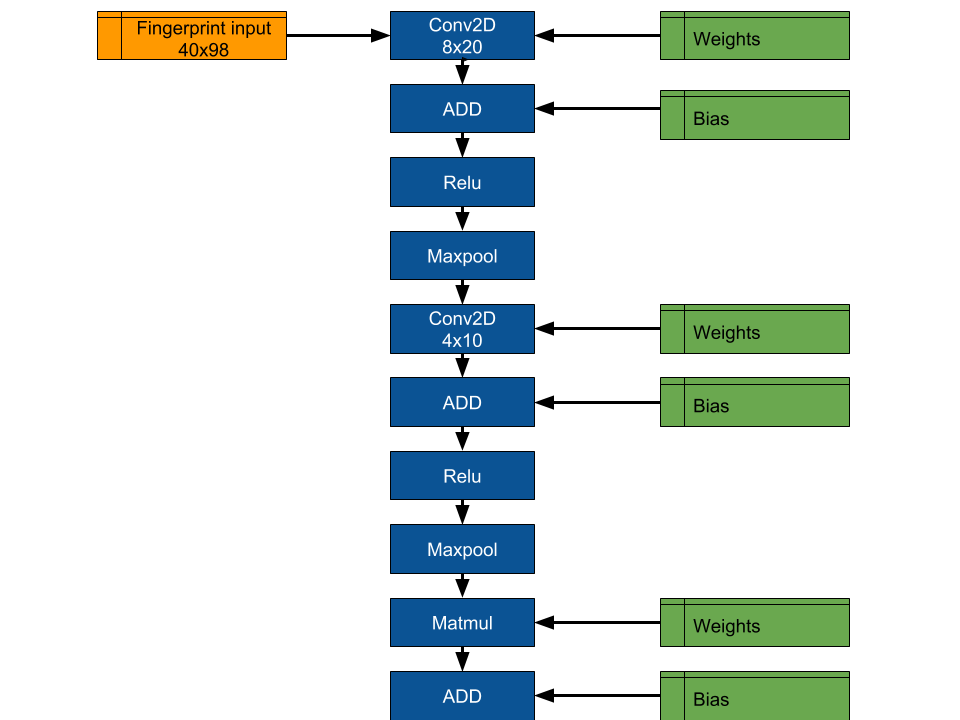 Fingerprint input
40x98
Conv2D
8x20
Weights
ADD
Bias
Relu
Maxpool
Conv2D
4x10
Weights
ADD
Bias
Relu
Maxpool
Matmul
Weights
ADD
Bias